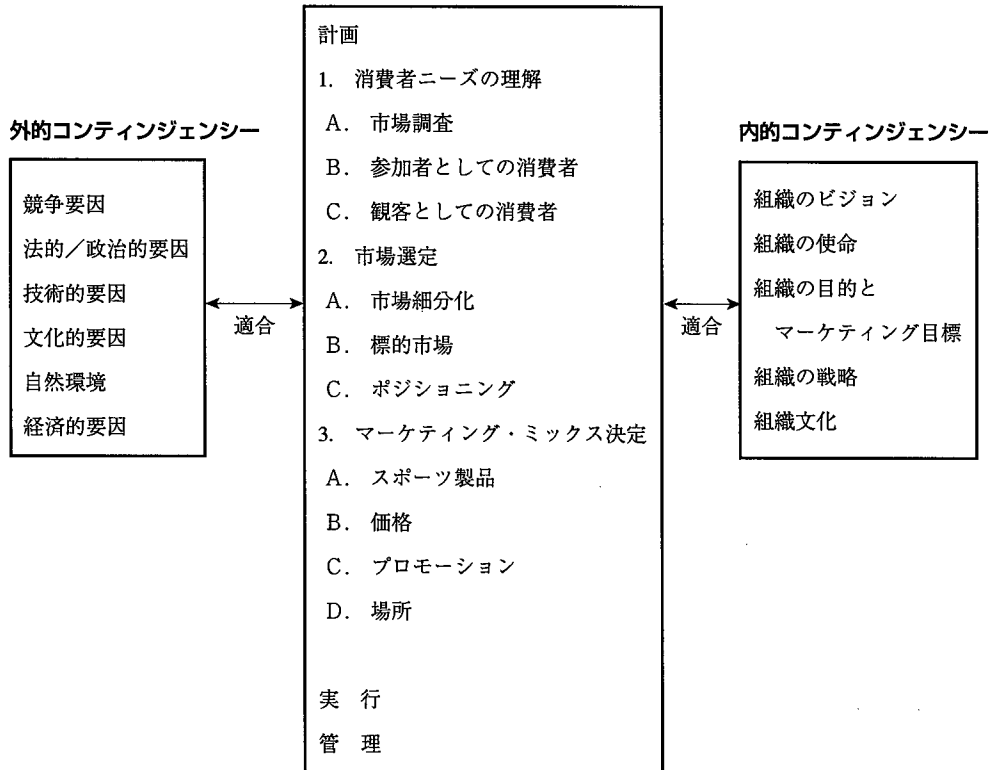 外的コンティンジェンシー
競争要因
法的／政治的要因
技術的要因
文化的要因
自然環境
経済的要因
適合
計画
1. 消費者ニーズの理解
A. 市場調査
B. 参加者としての消費者
C. 観客としての消費者
2. 市場選定
A. 市場細分化
B. 標的市場
C. ポジショニング
3. マーケティング・ミックス決定
A. スポーツ製品
B. 価格
C. プロモーション
D. 場所
実　行
管　理
適合
内的コンティンジェンシー
組織のビジョン
組織の使命
組織の目的と
マーケティング目標
組織の戦略
組織文化